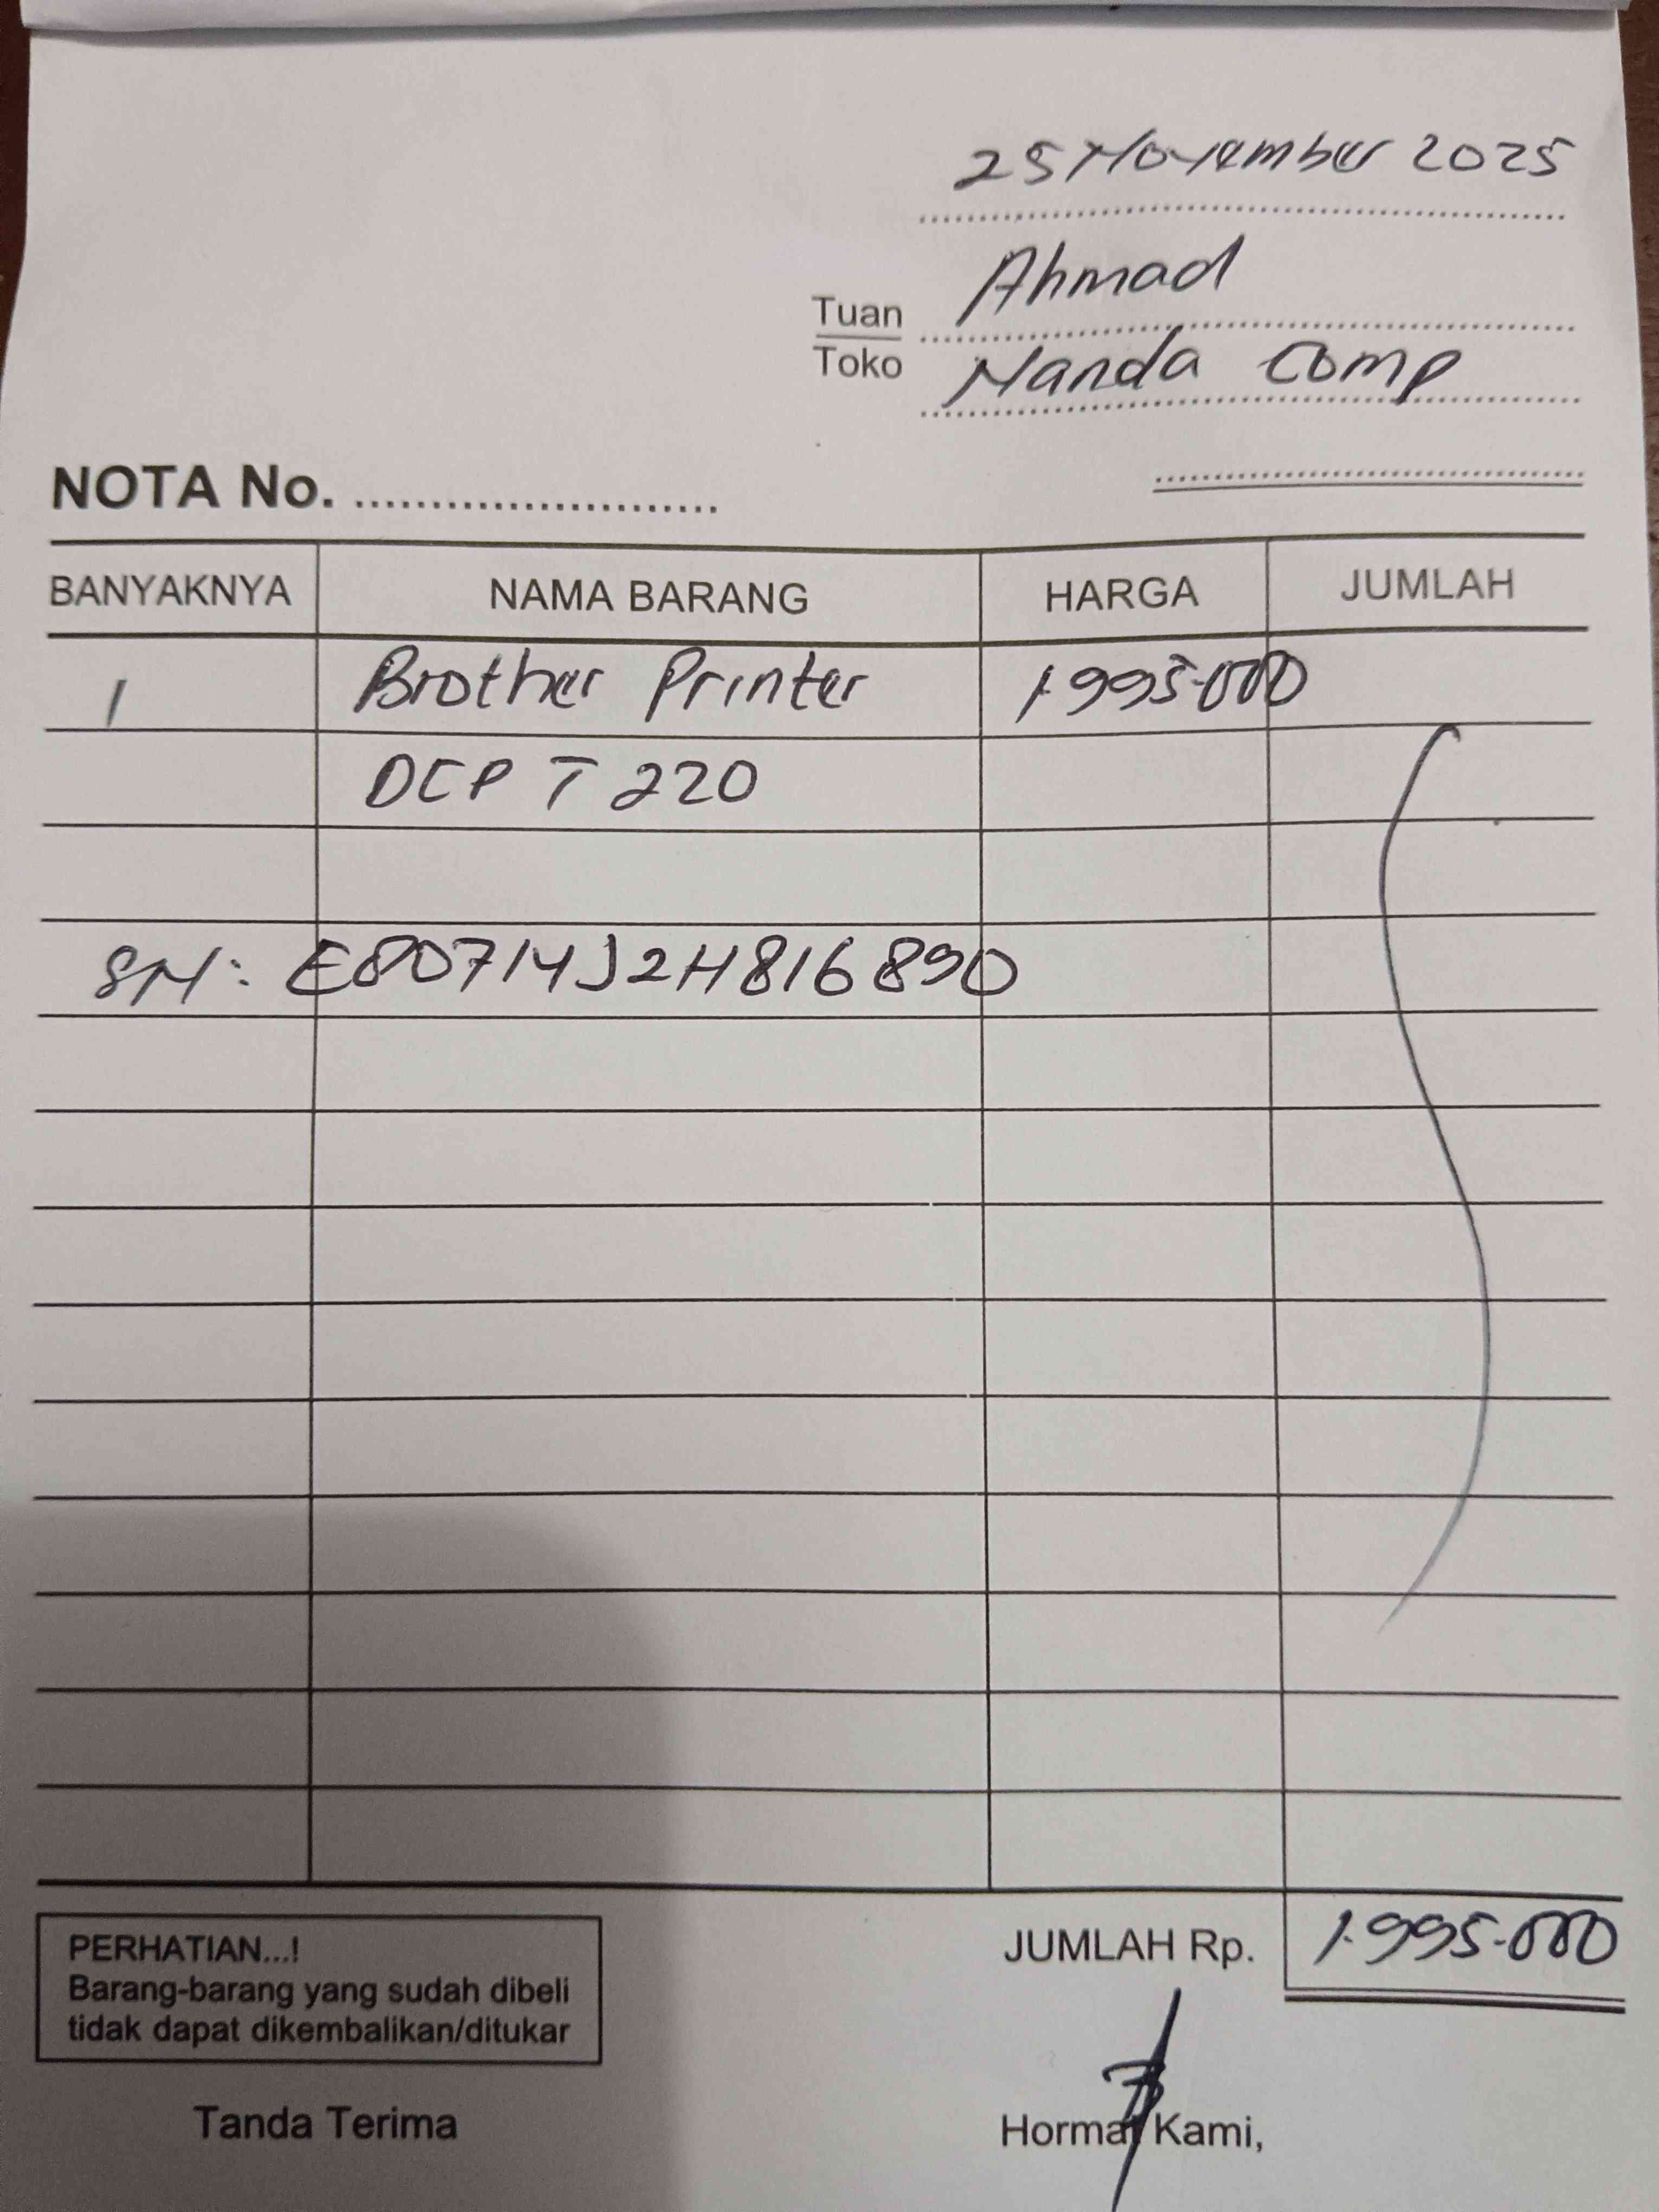 25 November 2025
Tuan Ahmad
Toko Nanda Comp
NOTA No. ........................
BANYAKNYA NAMA BARANG HARGA JUMLAH
1 Brother Printer 1.995.000
DCP T 220
SN: E80714J2H816890
JUMLAH Rp. 1.995.000
PERHATIAN...!
Barang-barang yang sudah dibeli
tidak dapat dikembalikan/ditukar
Tanda Terima Hormat Kami,